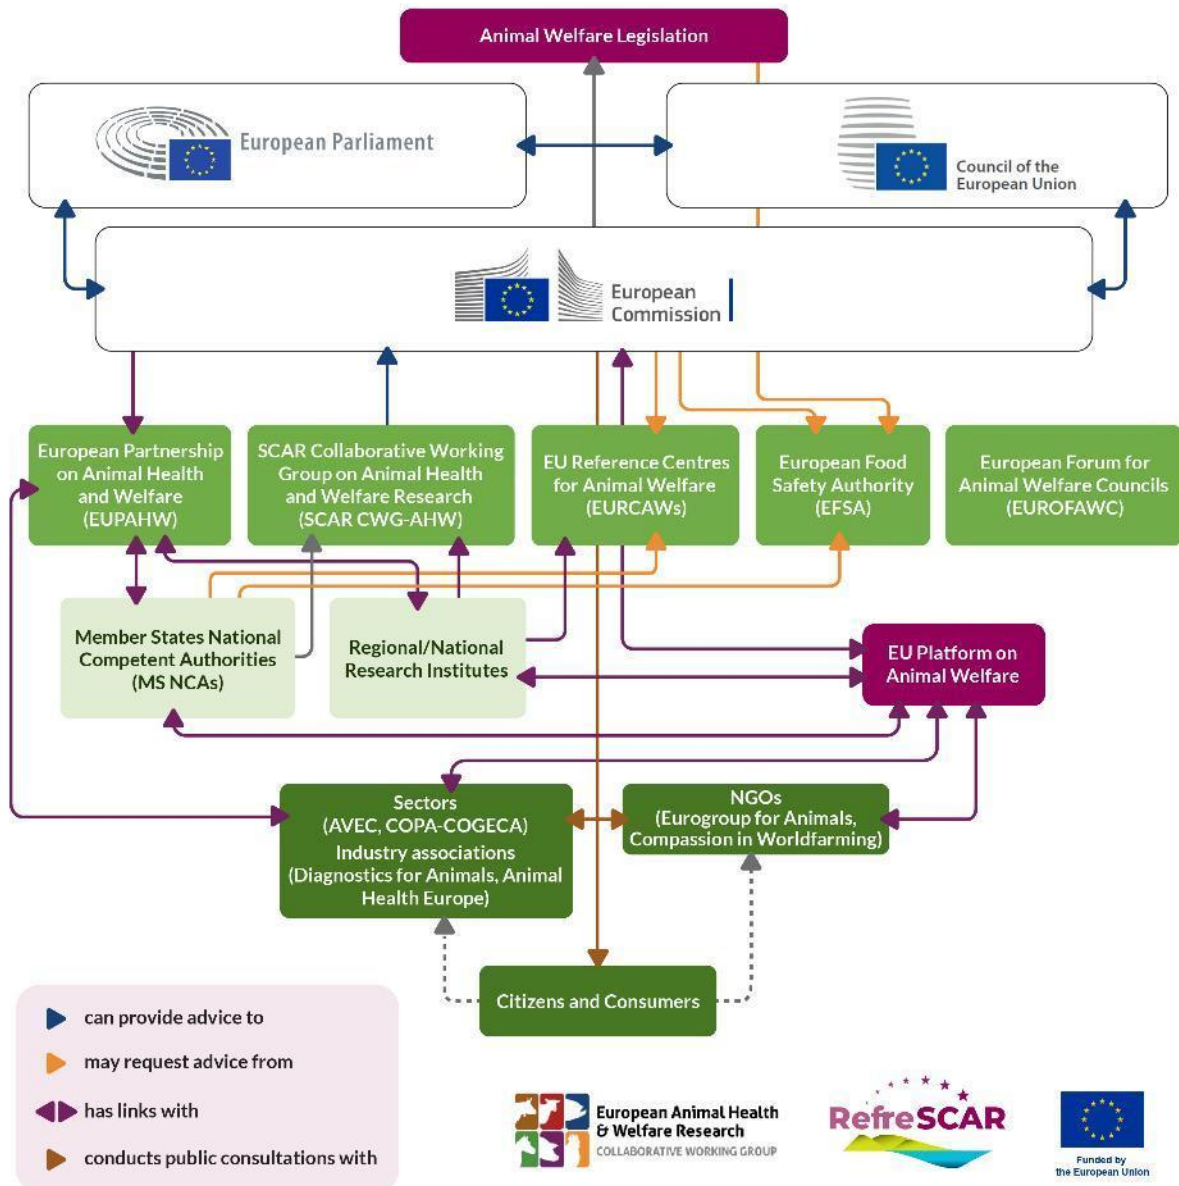 Animal Welfare Legislation
European Parliament
Council of the
European Union
European
Commission
European Partnership
on Animal Health
and Welfare
(EUPAHW)
SCAR Collaborative Working
Group on Animal Health
and Welfare Research
(SCAR CWG-AHW)
EU Reference Centres
for Animal Welfare
(EURCAWs)
European Food
Safety Authority
(EFSA)
European Forum for
Animal Welfare Councils
(EUROFAWC)
Member States National
Competent Authorities
(MS NCAs)
Regional/National
Research Institutes
EU Platform on
Animal Welfare
Sectors
(AVEC, COPA-COGECA)
Industry associations
(Diagnostics for Animals, Animal
Health Europe)
NGOs
(Eurogroup for Animals,
Compassion in Worldfarming)
Citizens and Consumers
can provide advice to
may request advice from
has links with
conducts public consultations with
European Animal Health
& Welfare Research
COLLABORATIVE WORKING GROUP
RefreSCAR
Funded by
the European Union